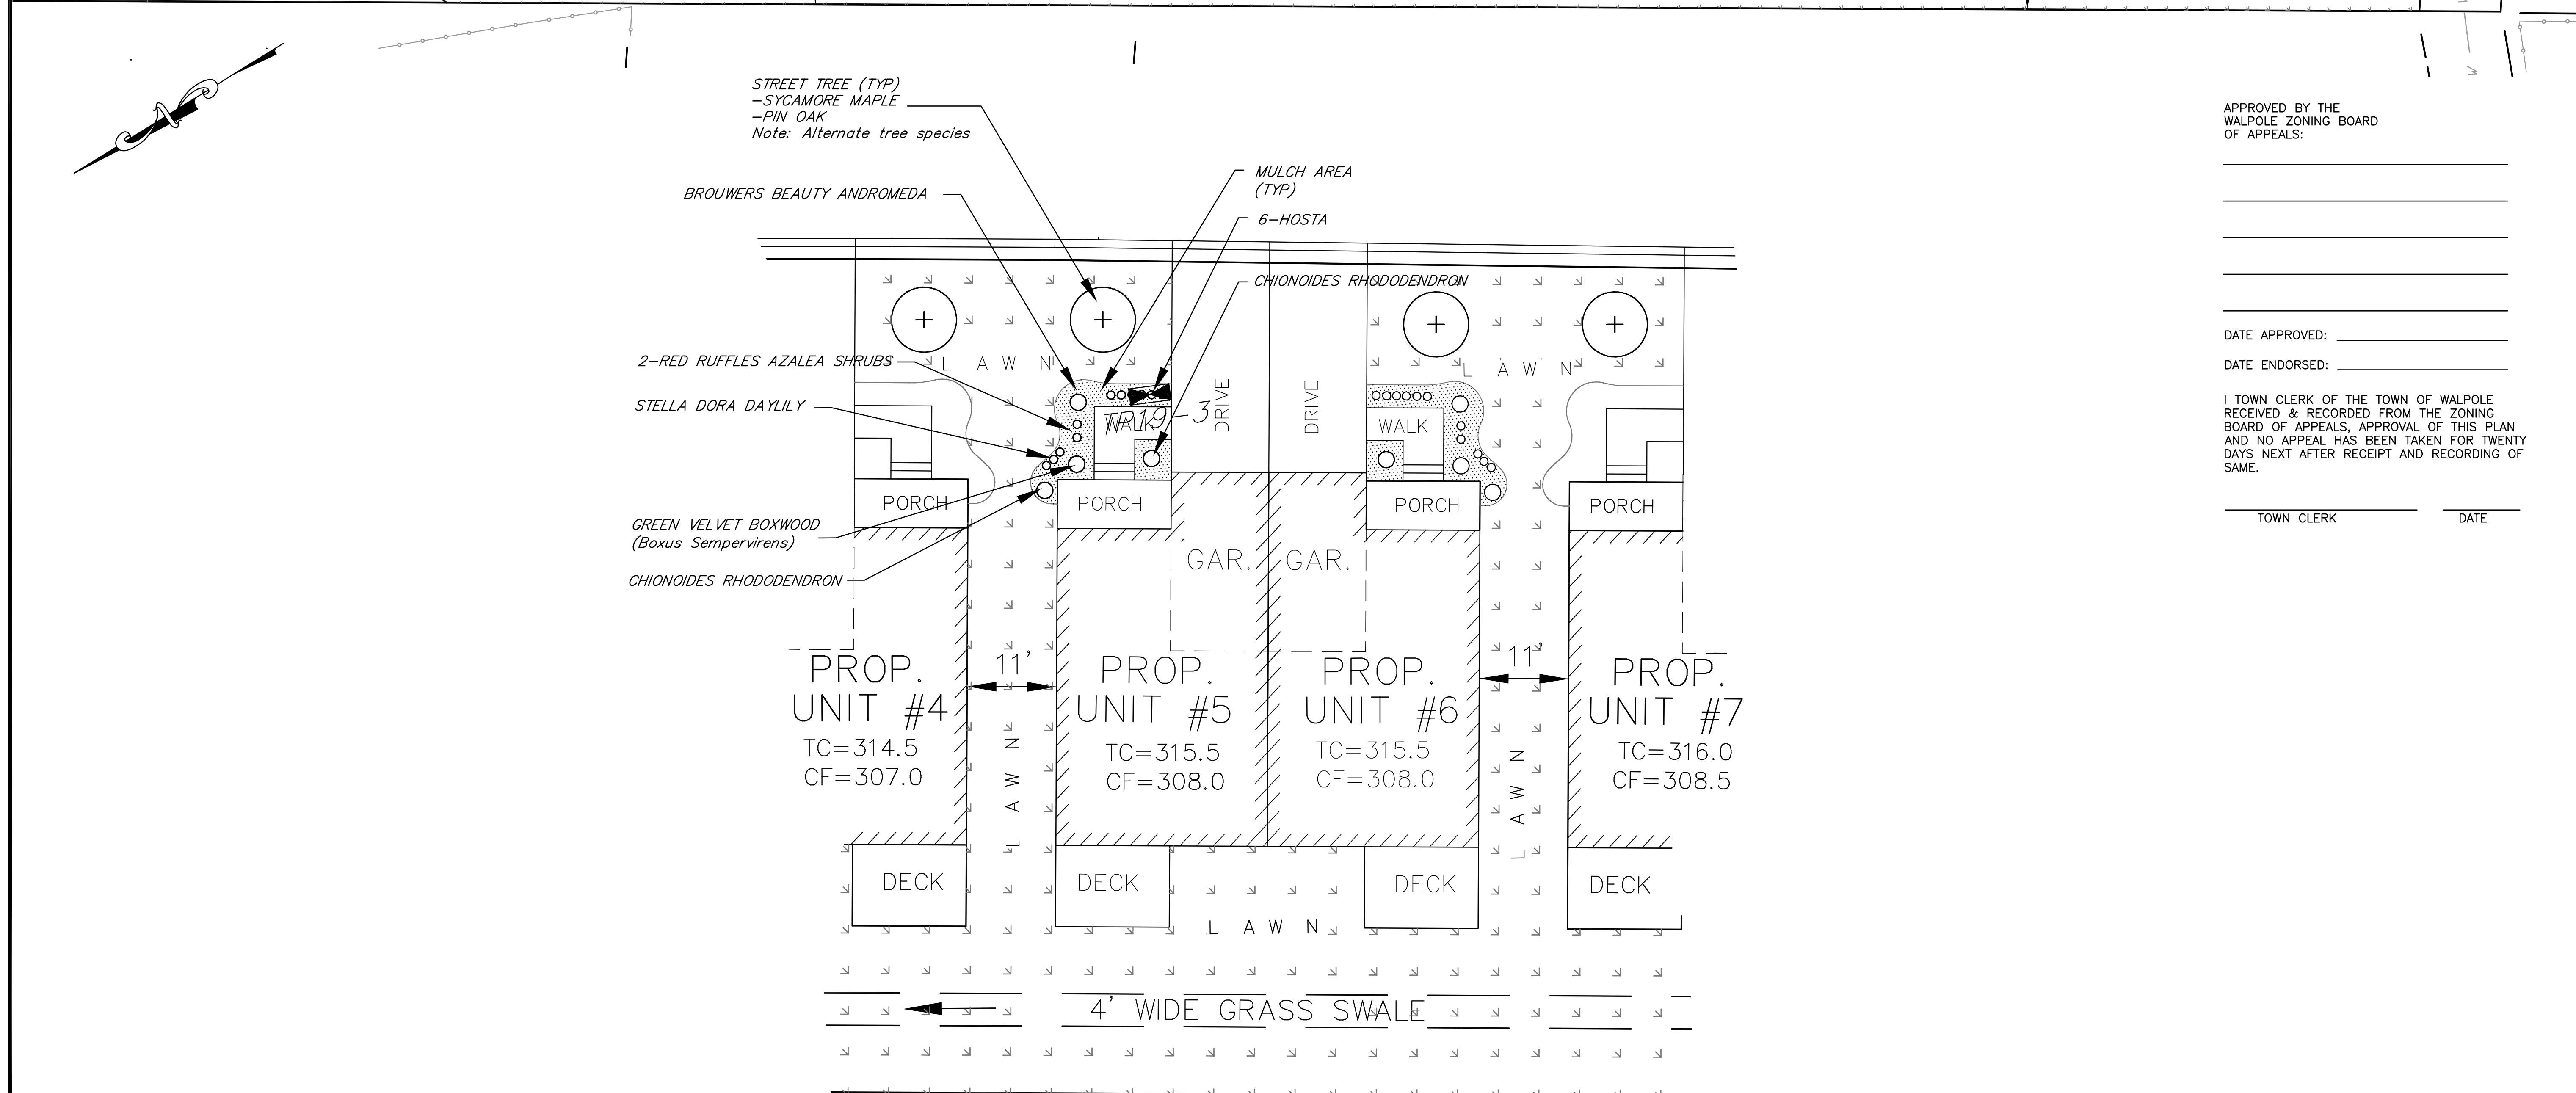 STREET TREE (TYP)
-SYCAMORE MAPLE
-PIN OAK
Note: Alternate tree species
BROUWERS BEAUTY ANDROMEDA
MULCH AREA
(TYP)
6-HOSTA
CHIONOIDES RHODODENDRON
2-RED RUFFLES AZALEA SHRUBS
STELLA DORA DAYLILY
GREEN VELVET BOXWOOD
(Boxus Sempervirens)
CHIONOIDES RHODODENDRON
N
LAWN
LAWN
DRIVE
DRIVE
TP19-3
WALK
WALK
PORCH
PORCH
PORCH
PORCH
GAR.
GAR.
11'
11'
PROP.
UNIT #4
TC=314.5
CF=307.0
PROP.
UNIT #5
TC=315.5
CF=308.0
PROP.
UNIT #6
TC=315.5
CF=308.0
PROP.
UNIT #7
TC=316.0
CF=308.5
LAWN
LAWN
DECK
DECK
DECK
DECK
LAWN
4' WIDE GRASS SWALE
APPROVED BY THE
WALPOLE ZONING BOARD
OF APPEALS:
DATE APPROVED:
DATE ENDORSED:
I TOWN CLERK OF THE TOWN OF WALPOLE
RECEIVED & RECORDED FROM THE ZONING
BOARD OF APPEALS, APPROVAL OF THIS PLAN
AND NO APPEAL HAS BEEN TAKEN FOR TWENTY
DAYS NEXT AFTER RECEIPT AND RECORDING OF
SAME.
TOWN CLERK
DATE